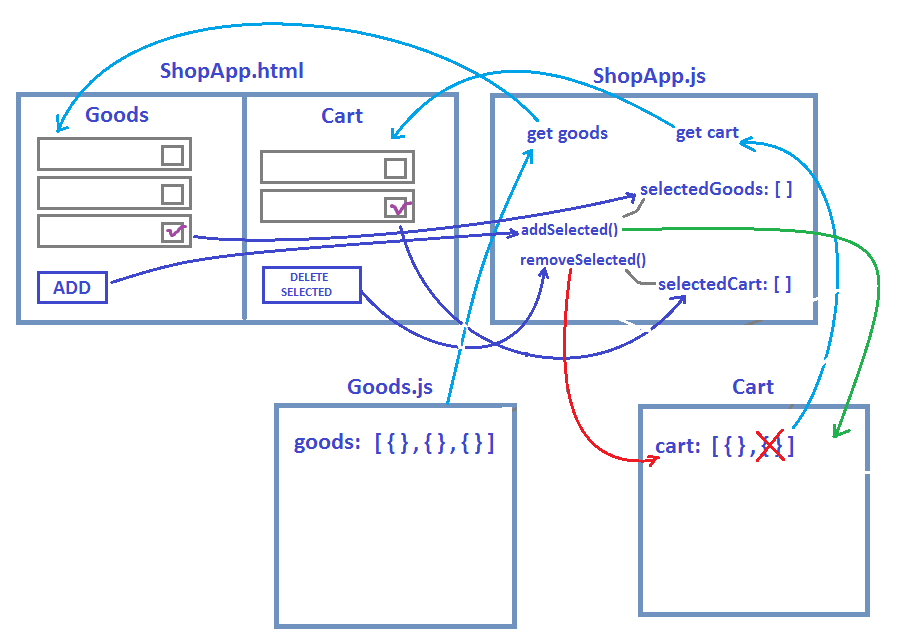 ShopApp.html
ShopApp.js
Goods
Cart
get goods
get cart
selectedGoods: [ ]
addSelected()
removeSelected()
selectedCart: [ ]
ADD
DELETE
SELECTED
Goods.js
goods: [ { } , { } , { } ]
Cart
cart: [ { } , { } ]